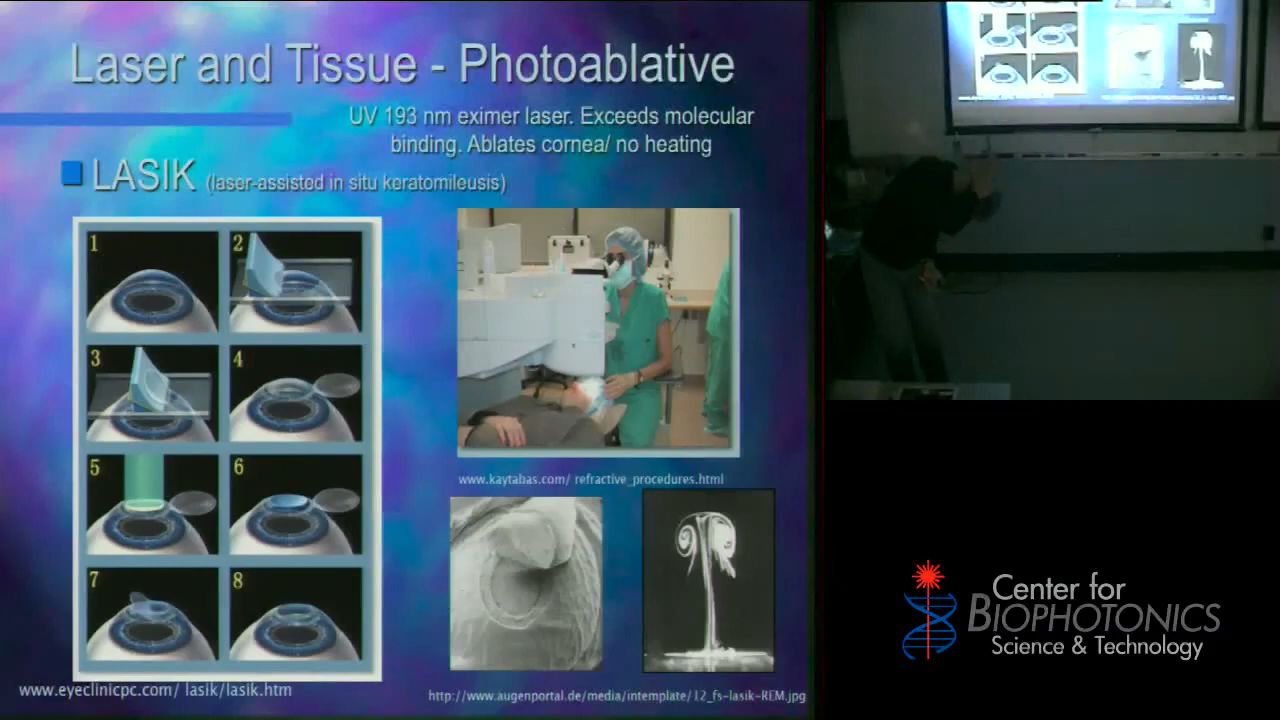 Laser and Tissue - Photoablative
UV 193 nm eximer laser. Exceeds molecular
binding. Ablates cornea/ no heating
LASIK (laser-assisted in situ keratomileusis)
1
2
3
4
5
6
7
8
www.kaytabas.com/ refractive_procedures.html
www.eyeclinicpc.com/ lasik/lasik.htm
http://www.augenportal.de/media/intemplate/12_fs-lasik-REM.jpg
Center for
BIOPHOTONICS
Science & Technology